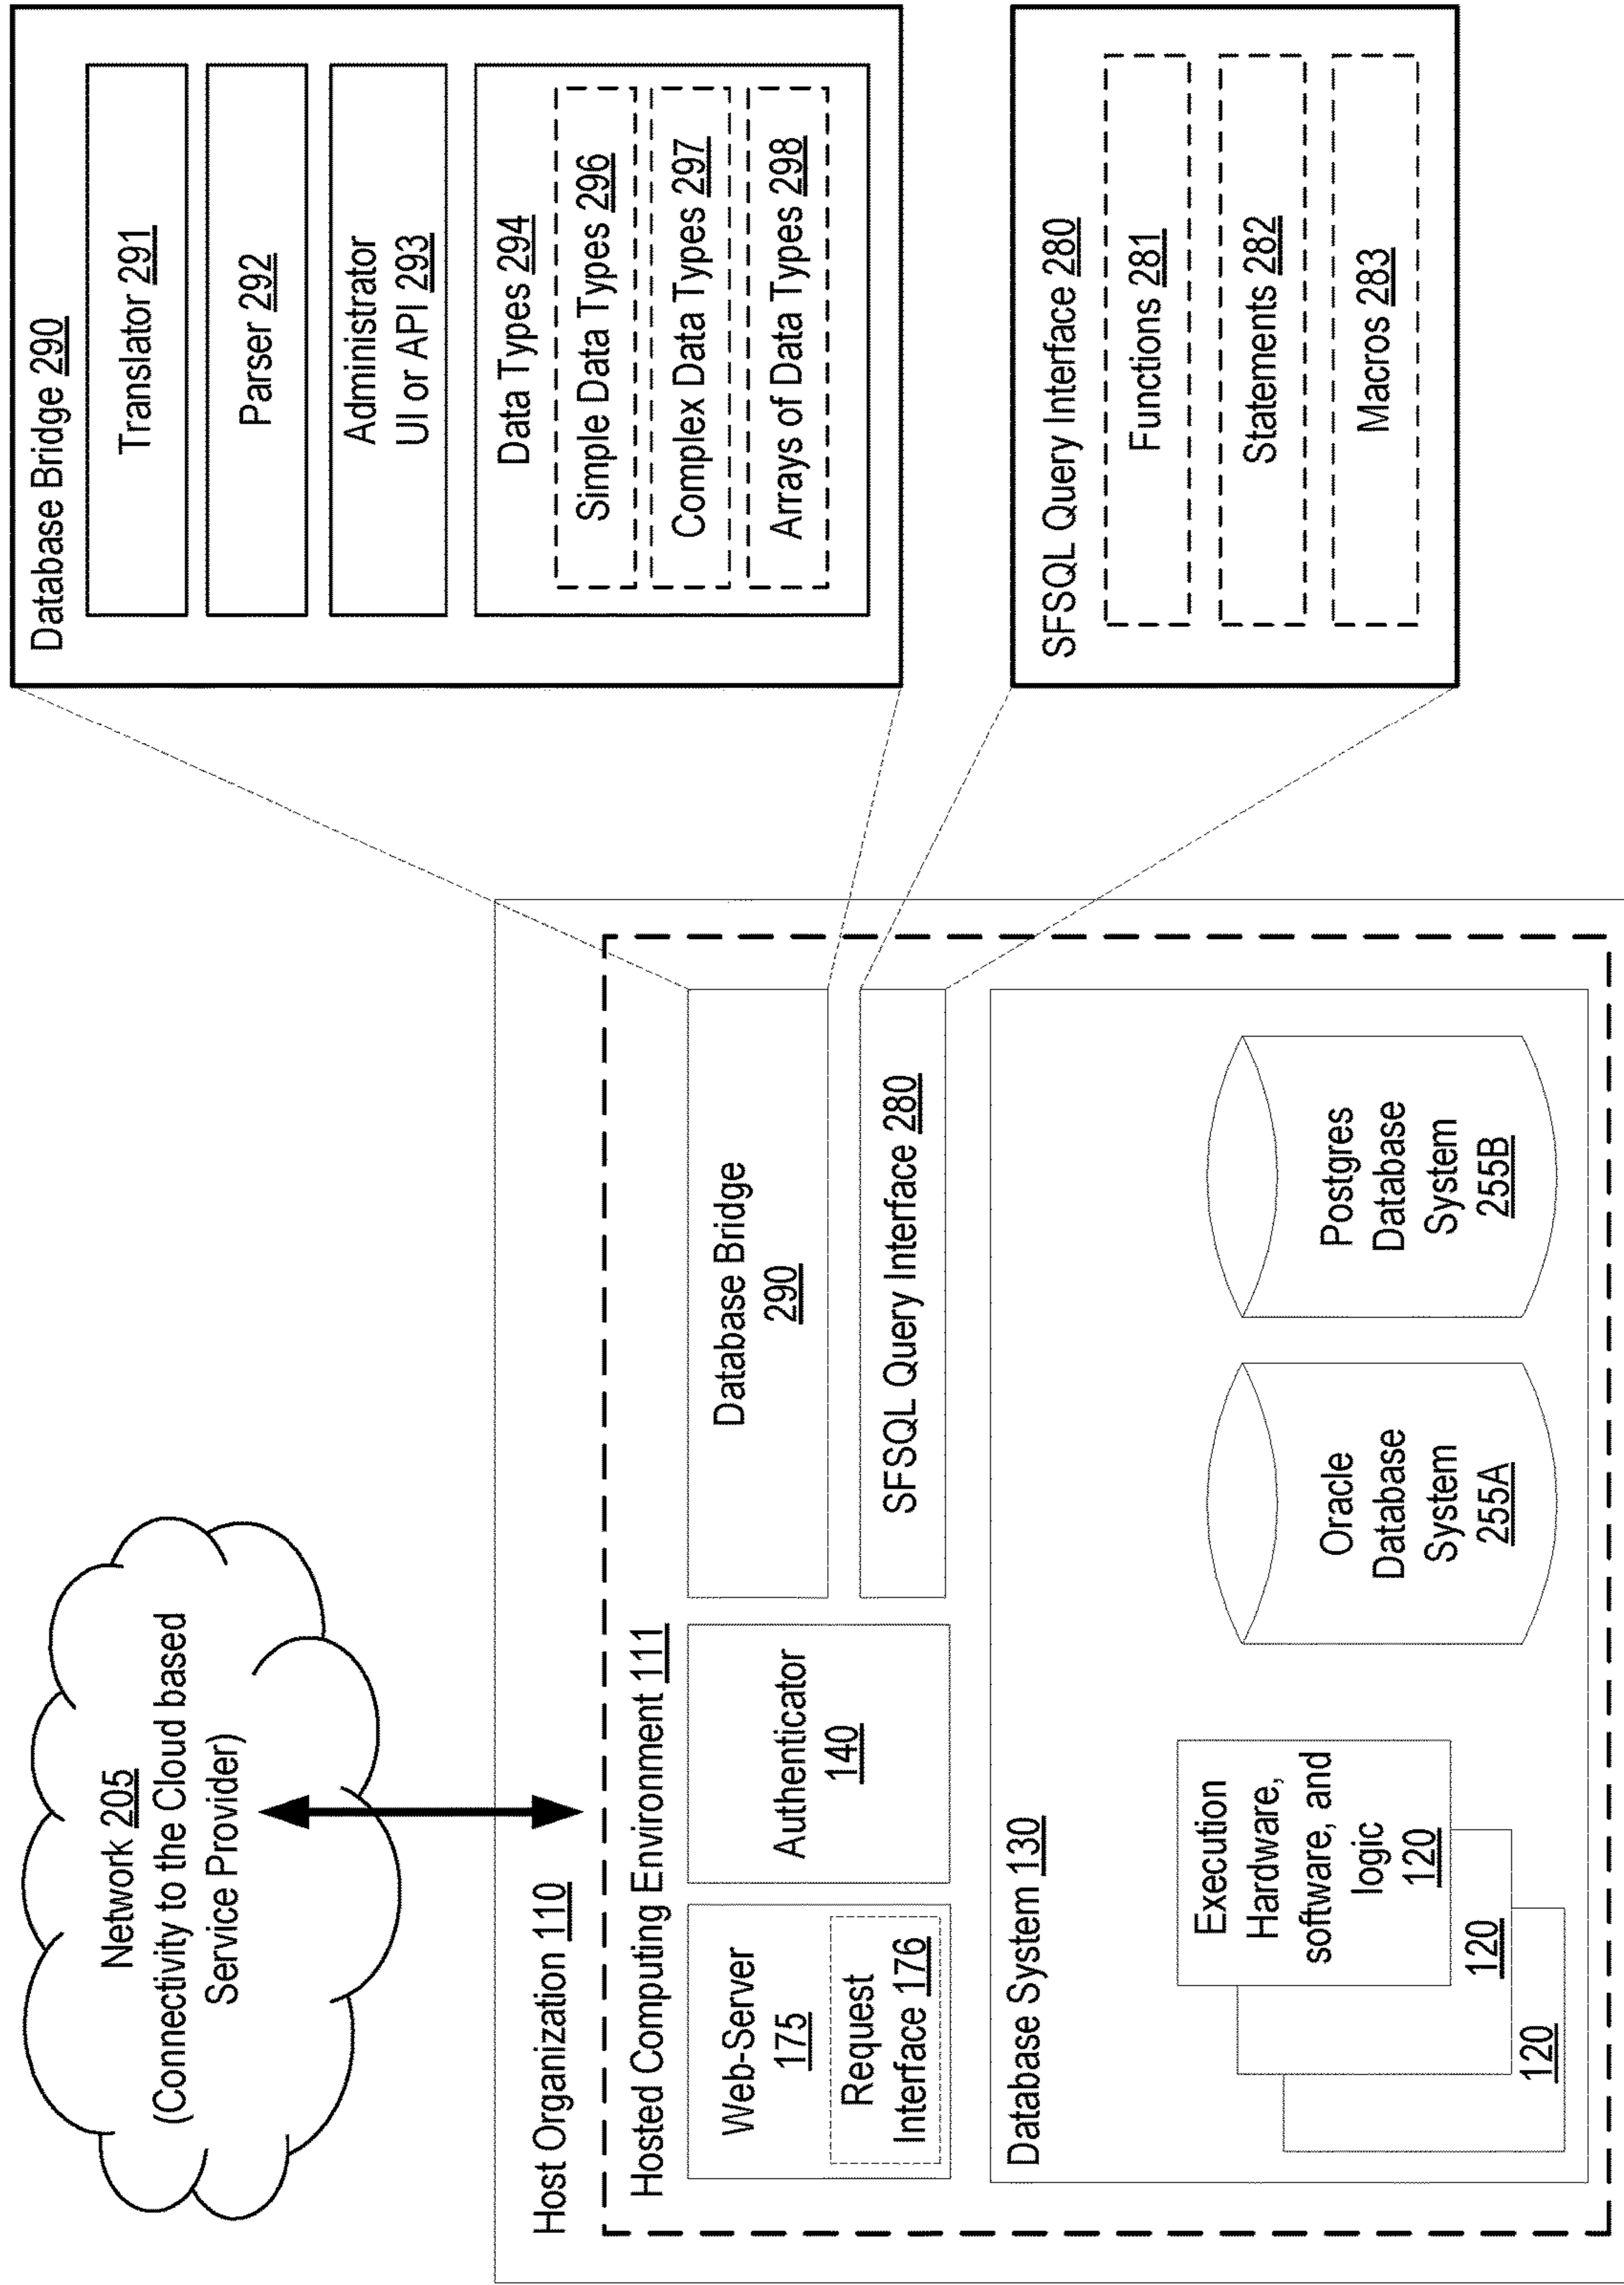 Network 205
(Connectivity to the Cloud based
Service Provider)
Host Organization 110
Hosted Computing Environment 111
Web-Server
175
Request
Interface 176
Authenticator
140
Database Bridge
290
SFSQL Query Interface 280
Database System 130
Execution
Hardware,
software, and
logic
120
120
120
Oracle
Database
System
255A
Postgres
Database
System
255B
Database Bridge 290
Translator 291
Parser 292
Administrator
UI or API 293
Data Types 294
Simple Data Types 296
Complex Data Types 297
Arrays of Data Types 298
SFSQL Query Interface 280
Functions 281
Statements 282
Macros 283